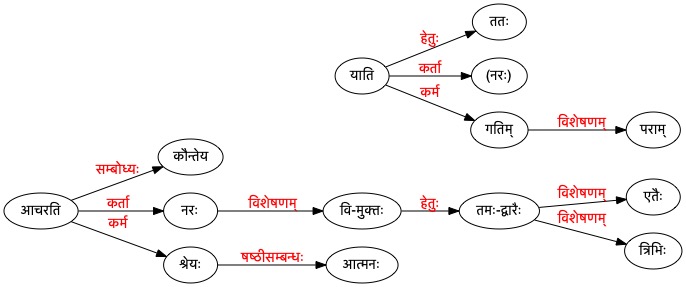 ततः
हेतुः
याति
कर्ता
(नरः)
कर्म
गतिम्
विशेषणम्
पराम्
कौन्तेय
सम्बोध्यः
आचरति
कर्ता
नरः
विशेषणम्
वि-मुक्तः
हेतुः
तमः-द्वारैः
विशेषणम्
एतैः
विशेषणम्
त्रिभिः
कर्म
श्रेयः
षष्ठीसम्बन्धः
आत्मनः